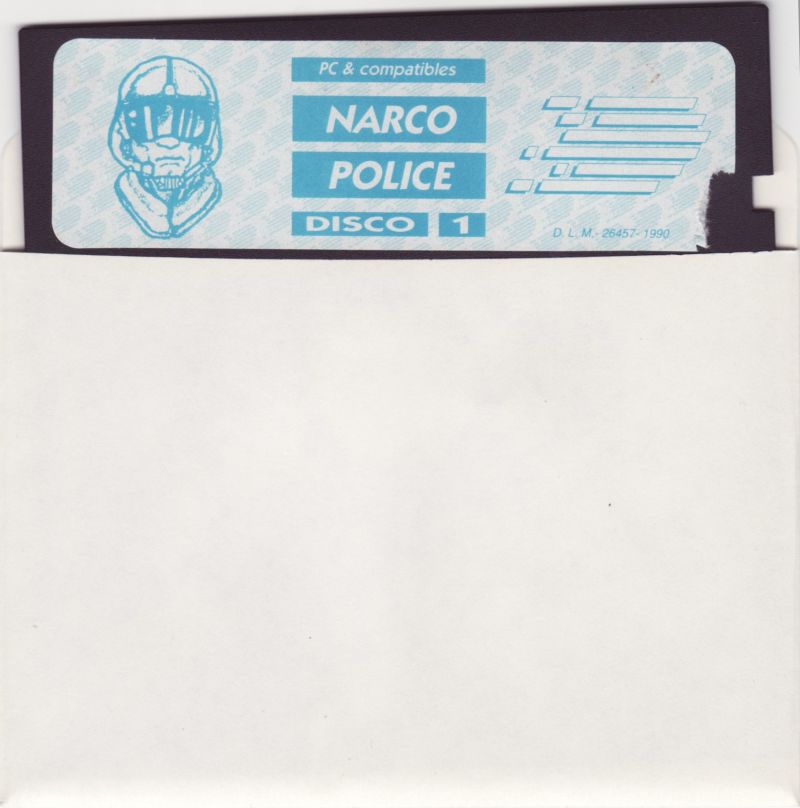 PC & compatibles
NARCO
POLICE
DISCO 1
D. L. M.- 26457- 1990